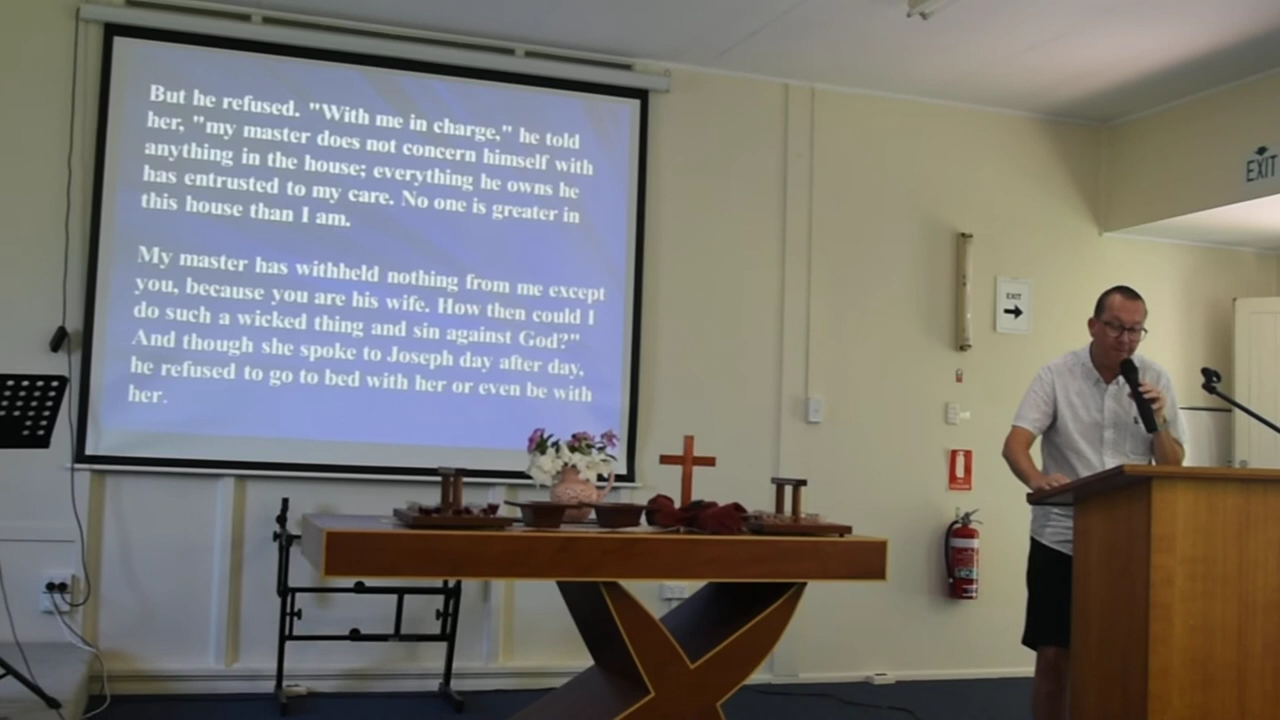 But he refused. "With me in charge," he told
her, "my master does not concern himself with
anything in the house; everything he owns he
has entrusted to my care. No one is greater in
this house than I am.
My master has withheld nothing from me except
you, because you are his wife. How then could I
do such a wicked thing and sin against God?"
And though she spoke to Joseph day after day,
he refused to go to bed with her or even be with
her.
EXIT
EXIT